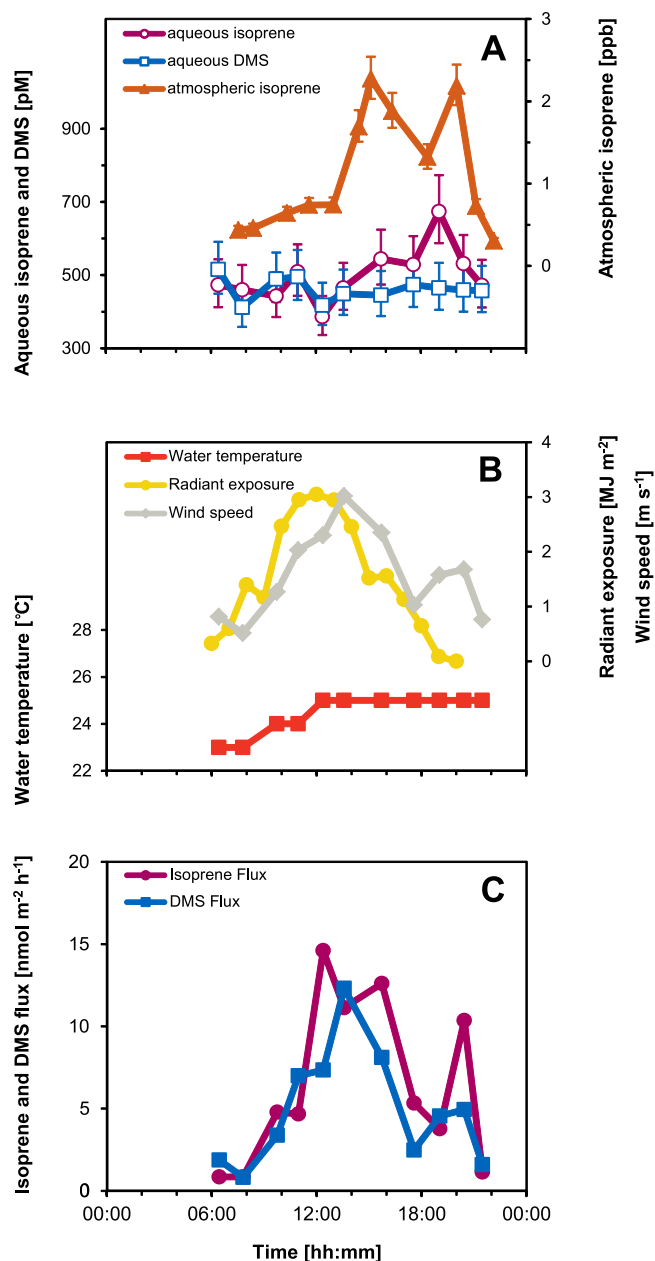 A
aqueous isoprene
aqueous DMS
atmospheric isoprene
Aqueous isoprene and DMS [pM]
900
700
500
300
3
2
1
0
Atmospheric isoprene [ppb]
B
Water temperature
Radiant exposure
Wind speed
Water temperature [°C]
28
26
24
22
4
3
2
1
0
Radiant exposure [MJ m⁻²]
Wind speed [m s⁻¹]
C
Isoprene Flux
DMS Flux
Isoprene and DMS flux [nmol m⁻² h⁻¹]
20
15
10
5
0
00:00 06:00 12:00 18:00 00:00
Time [hh:mm]